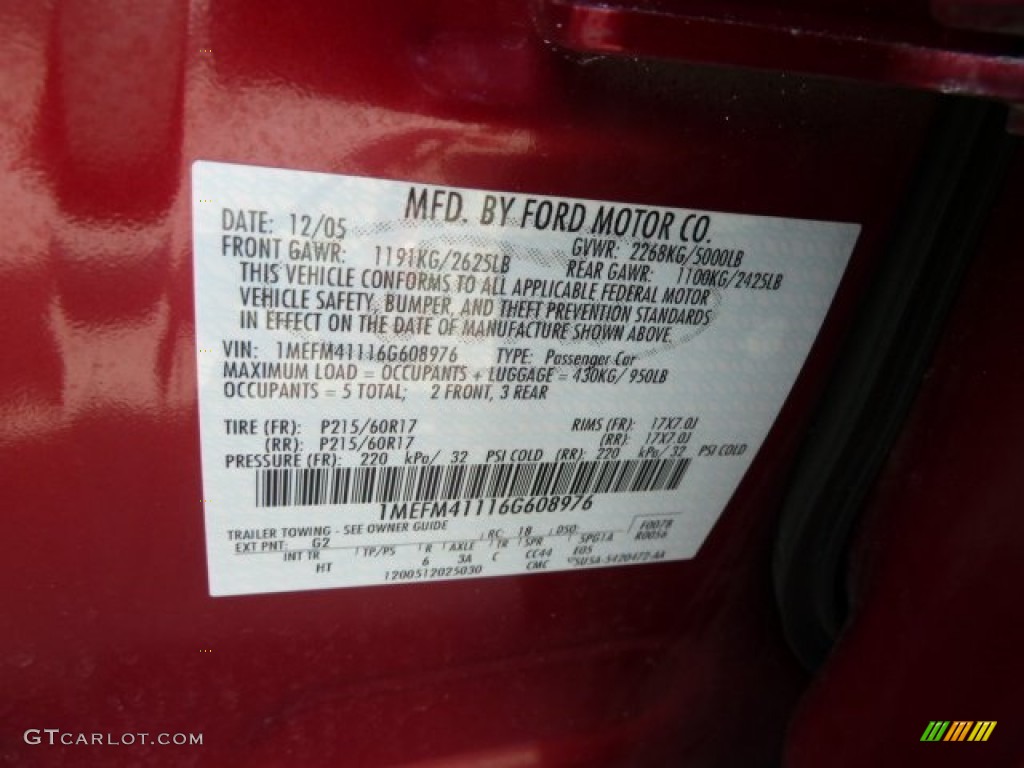 MFD. BY FORD MOTOR CO.
DATE: 12/05 GVWR: 2268KG/5000LB
FRONT GAWR: 1191KG/2625LB REAR GAWR: 1100KG/2425LB
THIS VEHICLE CONFORMS TO ALL APPLICABLE FEDERAL MOTOR
VEHICLE SAFETY, BUMPER, AND THEFT PREVENTION STANDARDS
IN EFFECT ON THE DATE OF MANUFACTURE SHOWN ABOVE.
VIN: 1MEFM41116G608976 TYPE: Passenger Car
MAXIMUM LOAD = OCCUPANTS + LUGGAGE = 430KG/ 950LB
OCCUPANTS = 5 TOTAL; 2 FRONT, 3 REAR
TIRE (FR): P215/60R17 RIMS (FR): 17X7.0J
(RR): P215/60R17 (RR): 17X7.0J
PRESSURE (FR): 220 kPa/ 32 PSI COLD (RR): 220 kPa/ 32 PSI COLD
1MEFM41116G608976
TRAILER TOWING - SEE OWNER GUIDE
EXT PNT: G2 RC: 18 DSO: F0078
R0056
INT TR TP/PS R AXLE TR SPR SPGTA
HT 6 3A C CC44 E05
1200512025030 CMC
GTCARLOT.COM